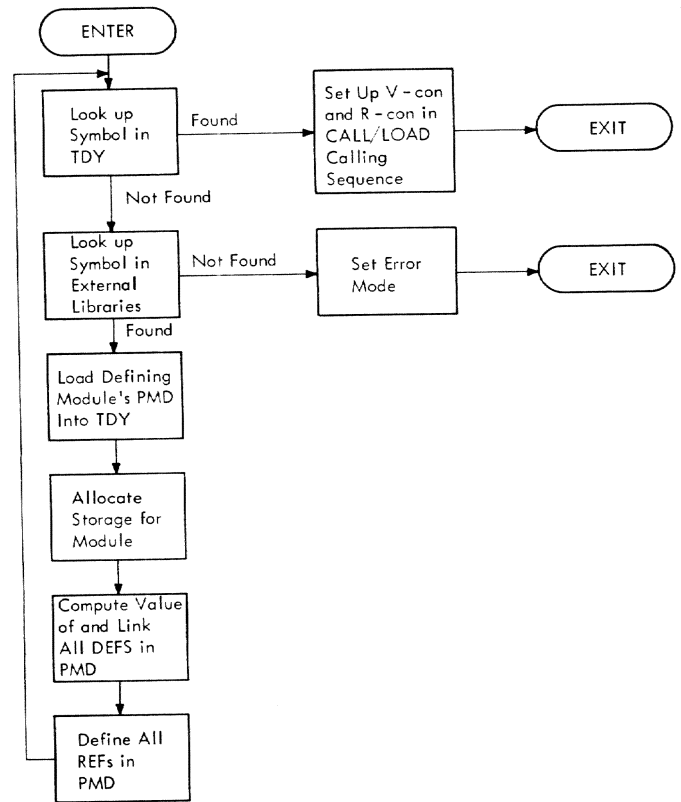 ENTER
Look up
Symbol in
TDY
Found
Set Up V-con
and R-con in
CALL/LOAD
Calling
Sequence
EXIT
Not Found
Look up
Symbol in
External
Libraries
Not Found
Set Error
Mode
EXIT
Found
Load Defining
Module's PMD
Into TDY
Allocate
Storage for
Module
Compute Value
of and Link
All DEFS in
PMD
Define All
REFs in
PMD